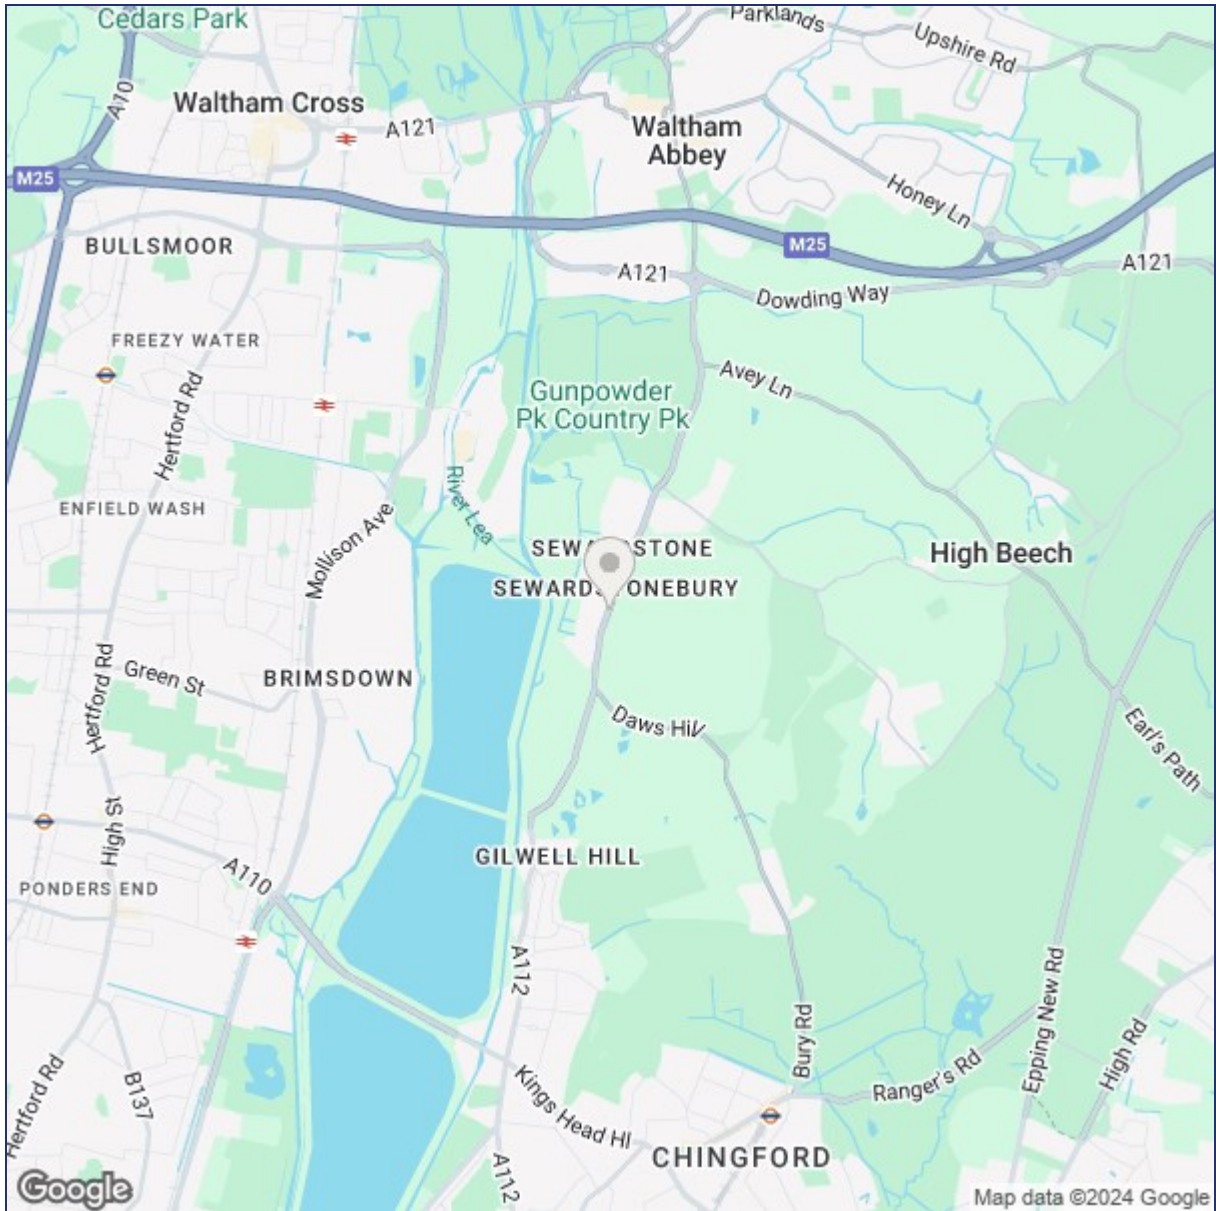 Cedars Park
Parklands
Upshire Rd
A10
Waltham Cross
A121
Waltham
Abbey
M25
Honey Ln
BULLSMOOR
M25
A121
A121
Dowding Way
FREEZY WATER
Avey Ln
Hertford Rd
Gunpowder
Pk Country Pk
River Lea
ENFIELD WASH
Mollison Ave
SEWARDSTONE
High Beech
SEWARDSTONEBURY
Hertford Rd
Green St
BRIMSDOWN
Daws Hill
Earl's Path
High St
GILWELL HILL
A110
PONDERS END
A112
Epping New Rd
Bury Rd
High Rd
Ranger's Rd
Hertford Rd
B137
Kings Head Hl
CHINGFORD
A112
Google
Map data ©2024 Google